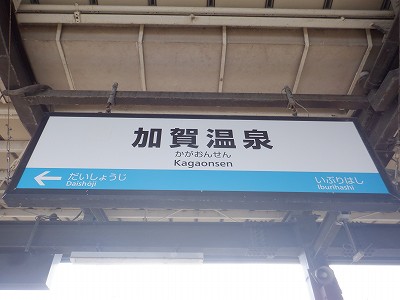 加賀温泉
かがおんせん
Kagaonsen
だいしょうじ
Daishōji
いぶりはし
Iburihashi